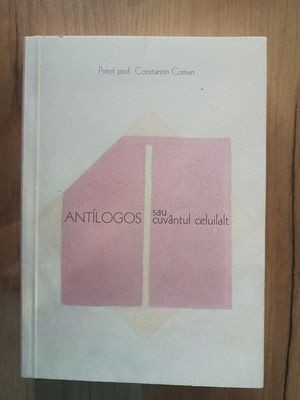 Preot prof. Constantin Coman
ANTÍLOGOS sau
cuvântul celuilalt